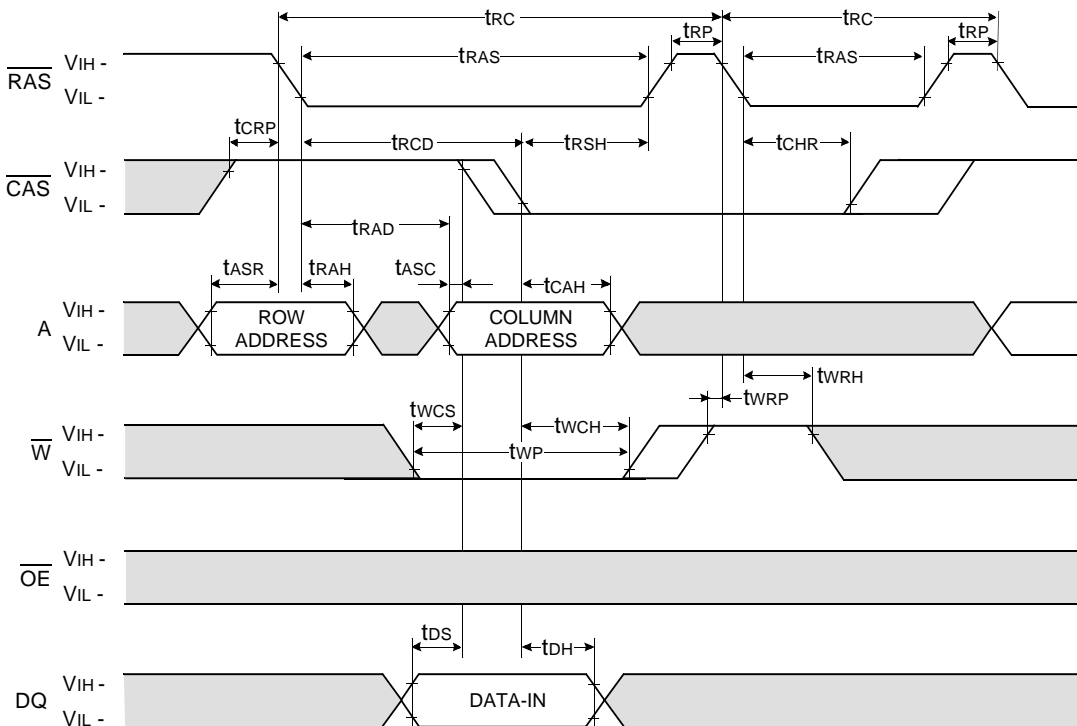 tRC tRC
tRP tRP
tRAS tRAS
RAS VIH -
VIL -
tCRP tRCD tRSH tCHR
CAS VIH -
VIL -
tRAD
tASR tRAH tASC tCAH
A VIH -
VIL -
ROW ADDRESS
COLUMN ADDRESS
tWRH
tWRP
tWCS tWCH
tWP
W VIH -
VIL -
OE VIH -
VIL -
tDS tDH
DQ VIH -
VIL -
DATA-IN